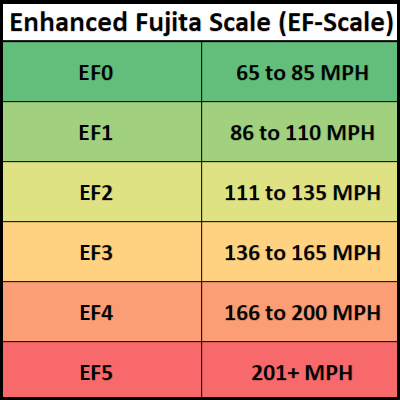 Enhanced Fujita Scale (EF-Scale)
EF0 65 to 85 MPH
EF1 86 to 110 MPH
EF2 111 to 135 MPH
EF3 136 to 165 MPH
EF4 166 to 200 MPH
EF5 201+ MPH